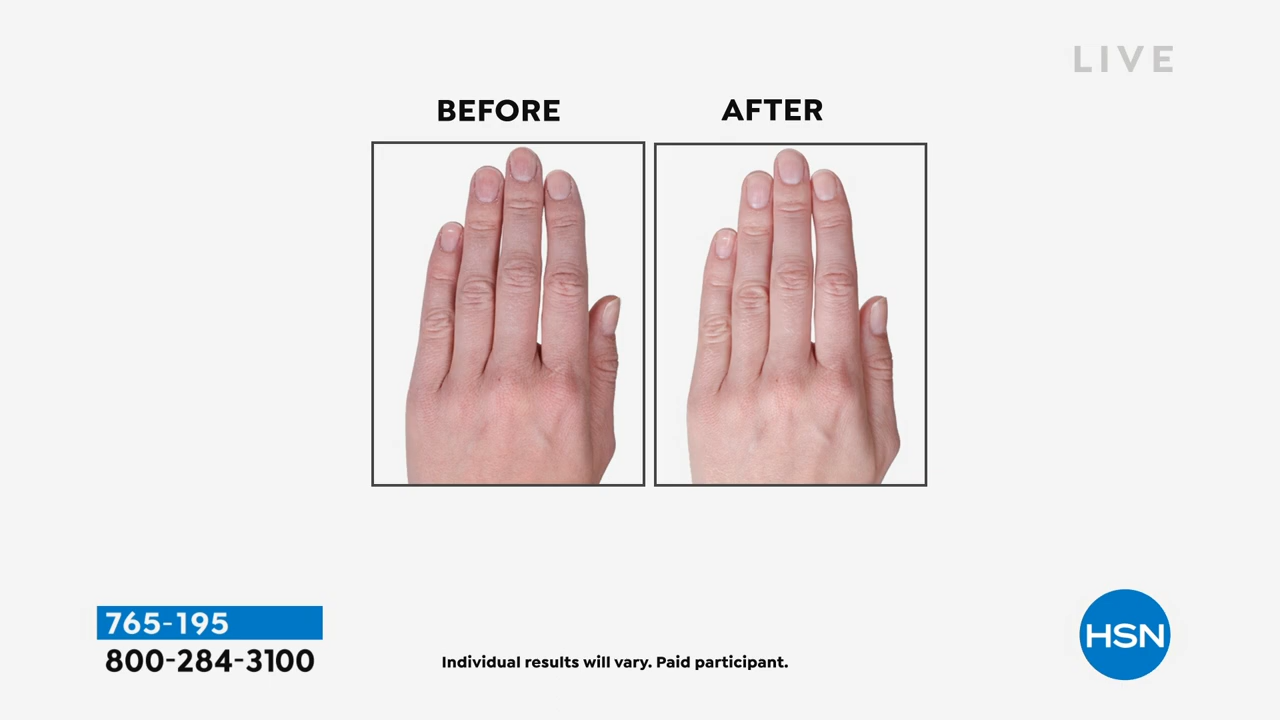 LIVE
BEFORE
AFTER
765-195
800-284-3100
Individual results will vary. Paid participant.
HSN